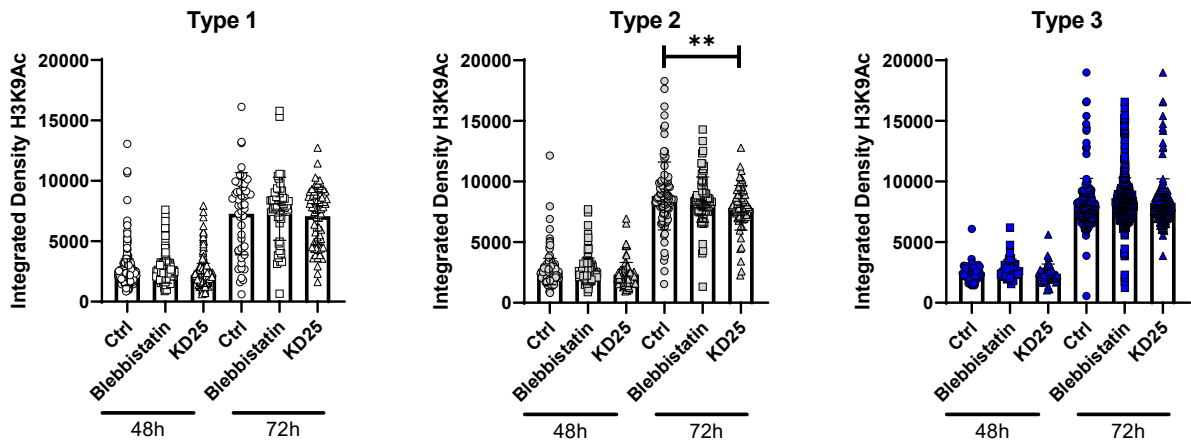 Type 1
Integrated Density H3K9Ac
20000
15000
10000
5000
0
Ctrl
Blebbistatin
KD25
Ctrl
Blebbistatin
KD25
48h
72h
Type 2
Integrated Density H3K9Ac
20000
15000
10000
5000
0
**
Ctrl
Blebbistatin
KD25
Ctrl
Blebbistatin
KD25
48h
72h
Type 3
Integrated Density H3K9Ac
20000
15000
10000
5000
0
Ctrl
Blebbistatin
KD25
Ctrl
Blebbistatin
KD25
48h
72h